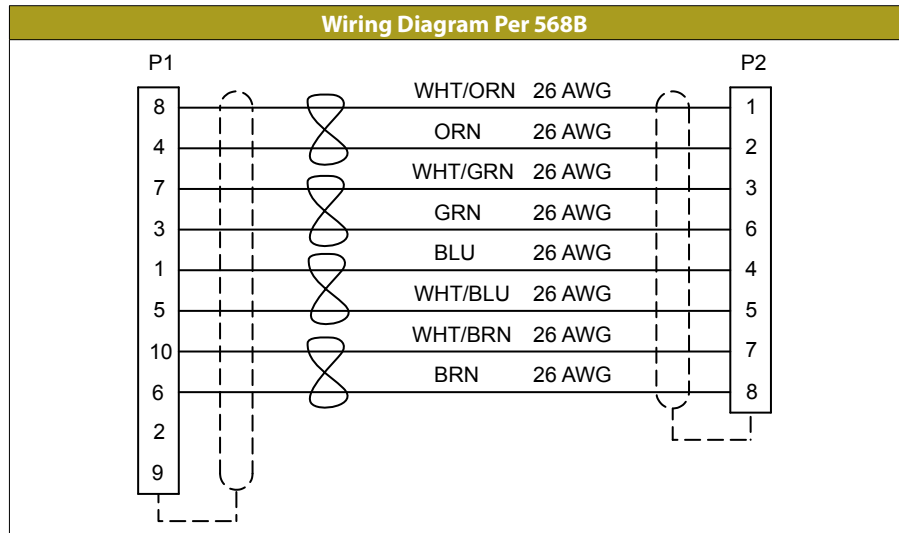 Wiring Diagram Per 568B
P1 P2
8 WHT/ORN 26 AWG 1
4 ORN 26 AWG 2
7 WHT/GRN 26 AWG 3
3 GRN 26 AWG 6
1 BLU 26 AWG 4
5 WHT/BLU 26 AWG 5
10 WHT/BRN 26 AWG 7
6 BRN 26 AWG 8
2
9